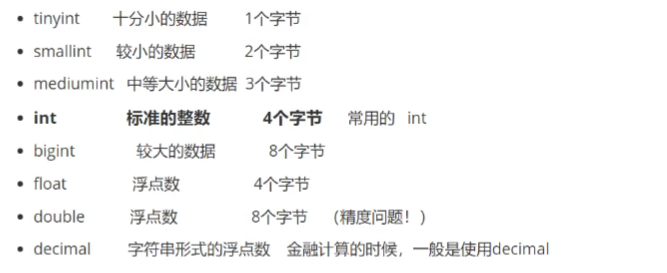 • tinyint 十分小的数据 1个字节
• smallint 较小的数据 2个字节
• mediumint 中等大小的数据 3个字节
• int 标准的整数 4个字节 常用的 int
• bigint 较大的数据 8个字节
• float 浮点数 4个字节
• double 浮点数 8个字节 （精度问题！）
• decimal 字符串形式的浮点数 金融计算的时候，一般是使用decimal